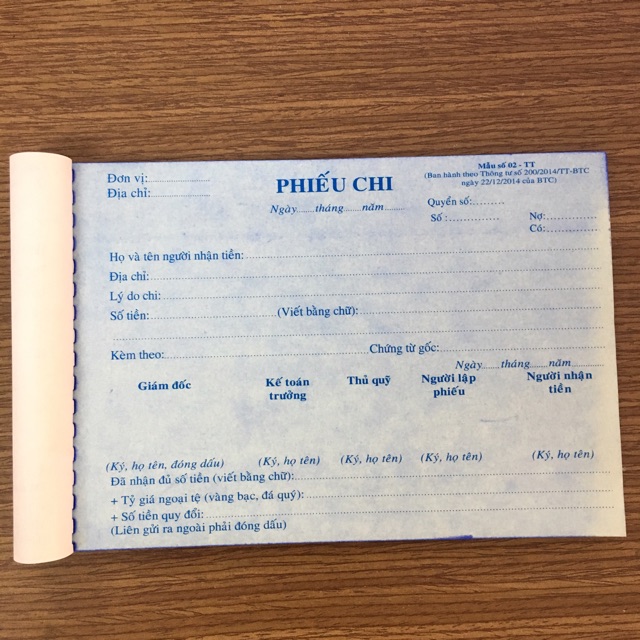 Đơn vị:
Địa chỉ:
PHIẾU CHI
Ngày......tháng......năm
Mẫu số 02 - TT
(Ban hành theo Thông tư số 200/2014/TT-BTC
ngày 22/12/2014 của BTC)
Quyển số:
Số :
Nợ:
Có:
Họ và tên người nhận tiền:
Địa chỉ:
Lý do chi:
Số tiền: (Viết bằng chữ):
Kèm theo: Chứng từ gốc:
Ngày......tháng......năm
Giám đốc Kế toán trưởng Thủ quỹ Người lập phiếu Người nhận tiền
(Ký, họ tên, đóng dấu) (Ký, họ tên) (Ký, họ tên) (Ký, họ tên) (Ký, họ tên)
Đã nhận đủ số tiền (viết bằng chữ):
+ Tỷ giá ngoại tệ (vàng bạc, đá quý):
+ Số tiền quy đổi:
(Liên gửi ra ngoài phải đóng dấu)